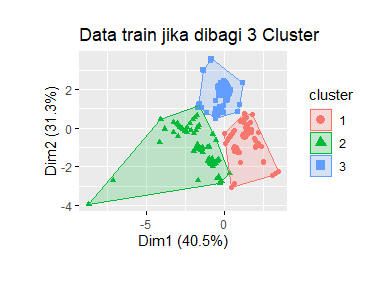 Data train jika dibagi 3 Cluster
Dim2 (31.3%)
2
0
-2
-4
-5
0
Dim1 (40.5%)
cluster
1
2
3